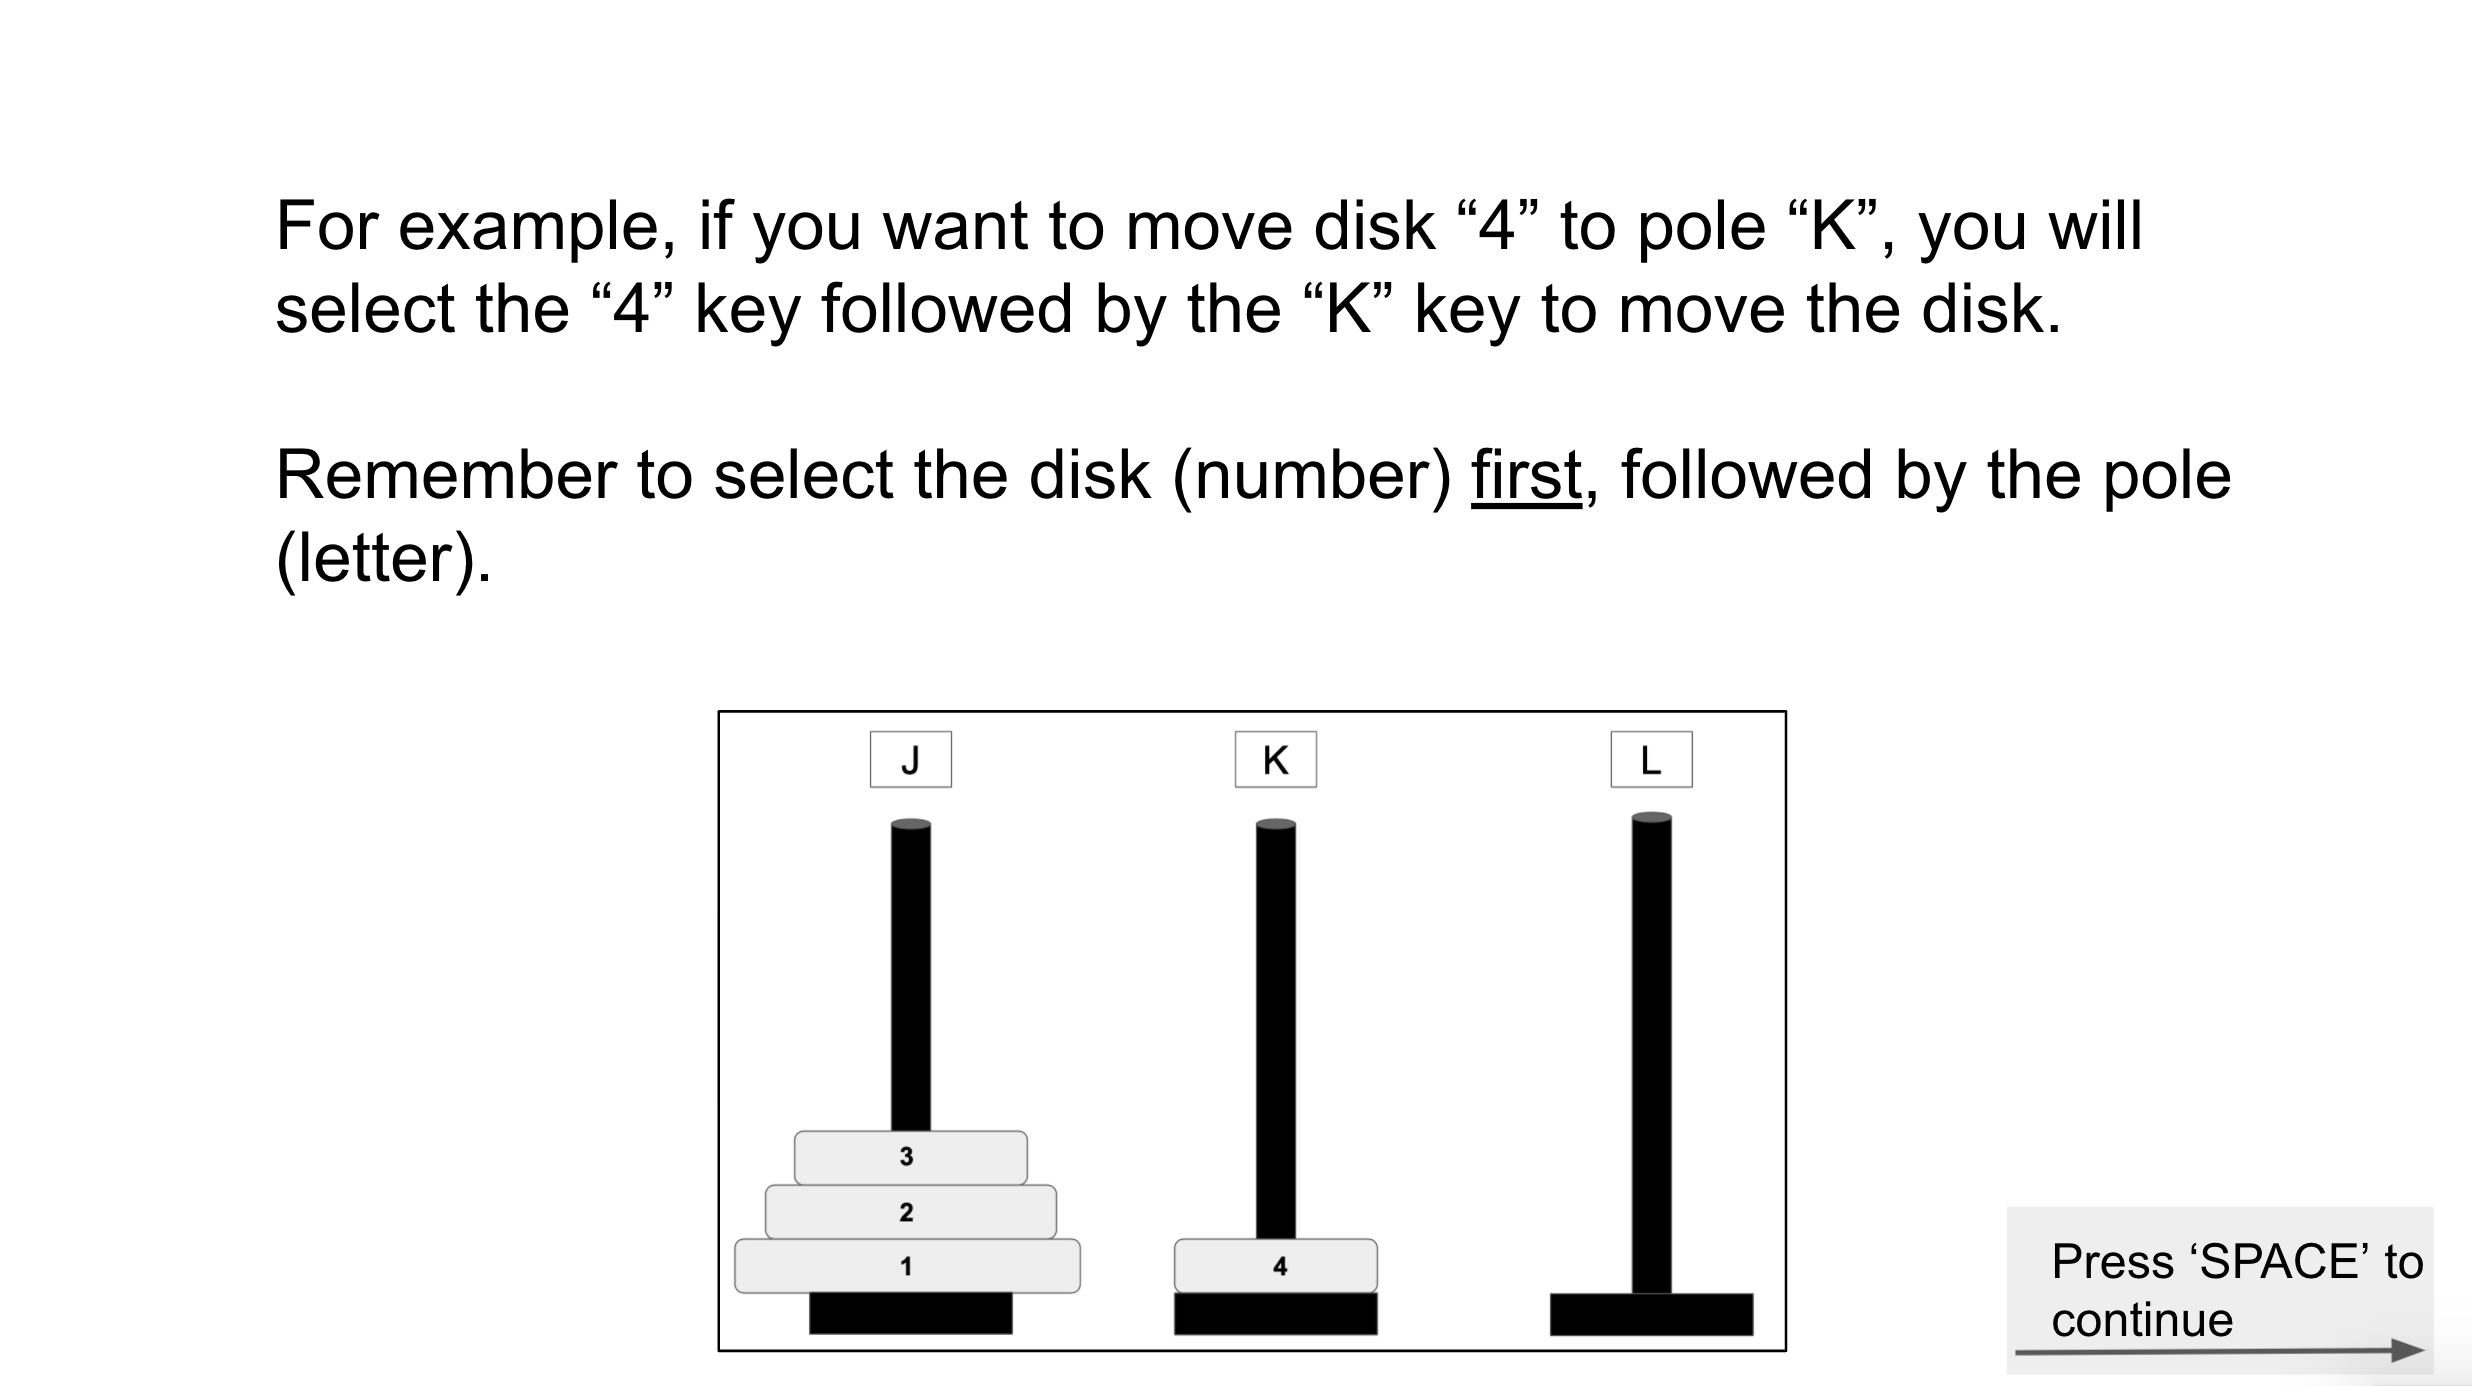 For example, if you want to move disk “4” to pole “K”, you will
select the “4” key followed by the “K” key to move the disk.
Remember to select the disk (number) first, followed by the pole
(letter).
J
K
L
3
2
1
4
Press ‘SPACE’ to
continue